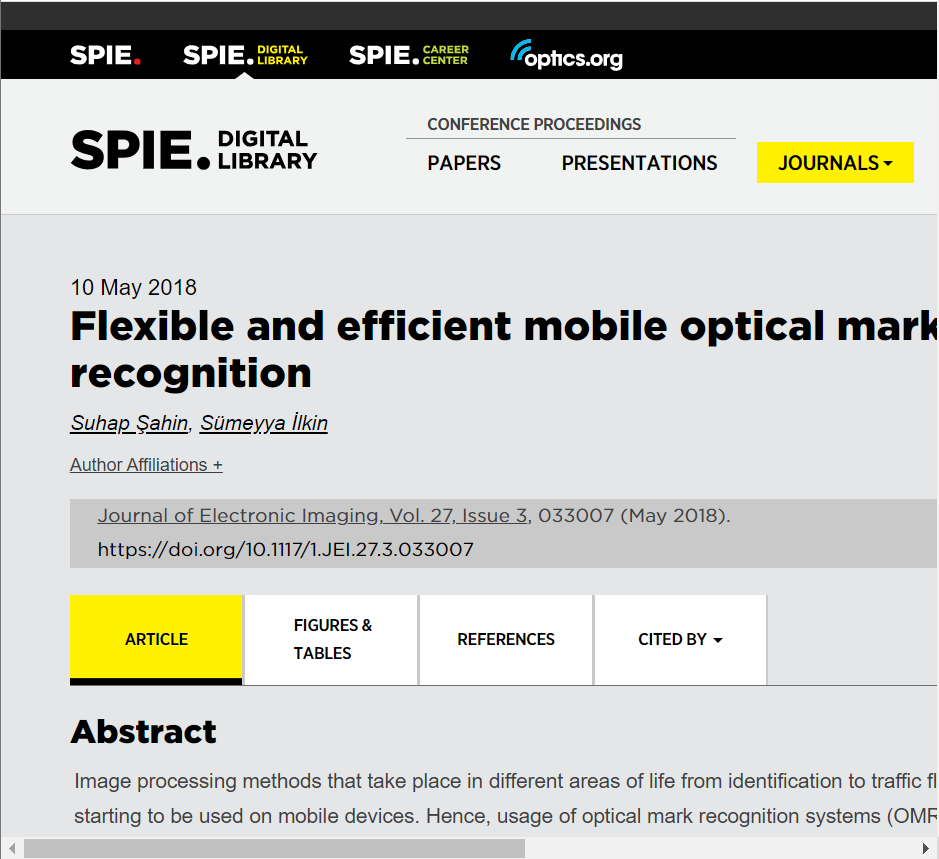 SPIE. SPIE. DIGITAL LIBRARY SPIE. CAREER CENTER optics.org
SPIE. DIGITAL LIBRARY
CONFERENCE PROCEEDINGS
PAPERS PRESENTATIONS JOURNALS
10 May 2018
Flexible and efficient mobile optical mark
recognition
Suhap Şahin, Sümeyya İlkin
Author Affiliations +
Journal of Electronic Imaging, Vol. 27, Issue 3, 033007 (May 2018).
https://doi.org/10.1117/1.JEI.27.3.033007
ARTICLE
FIGURES &
TABLES
REFERENCES
CITED BY
Abstract
Image processing methods that take place in different areas of life from identification to traffic
starting to be used on mobile devices. Hence, usage of optical mark recognition systems (OMR